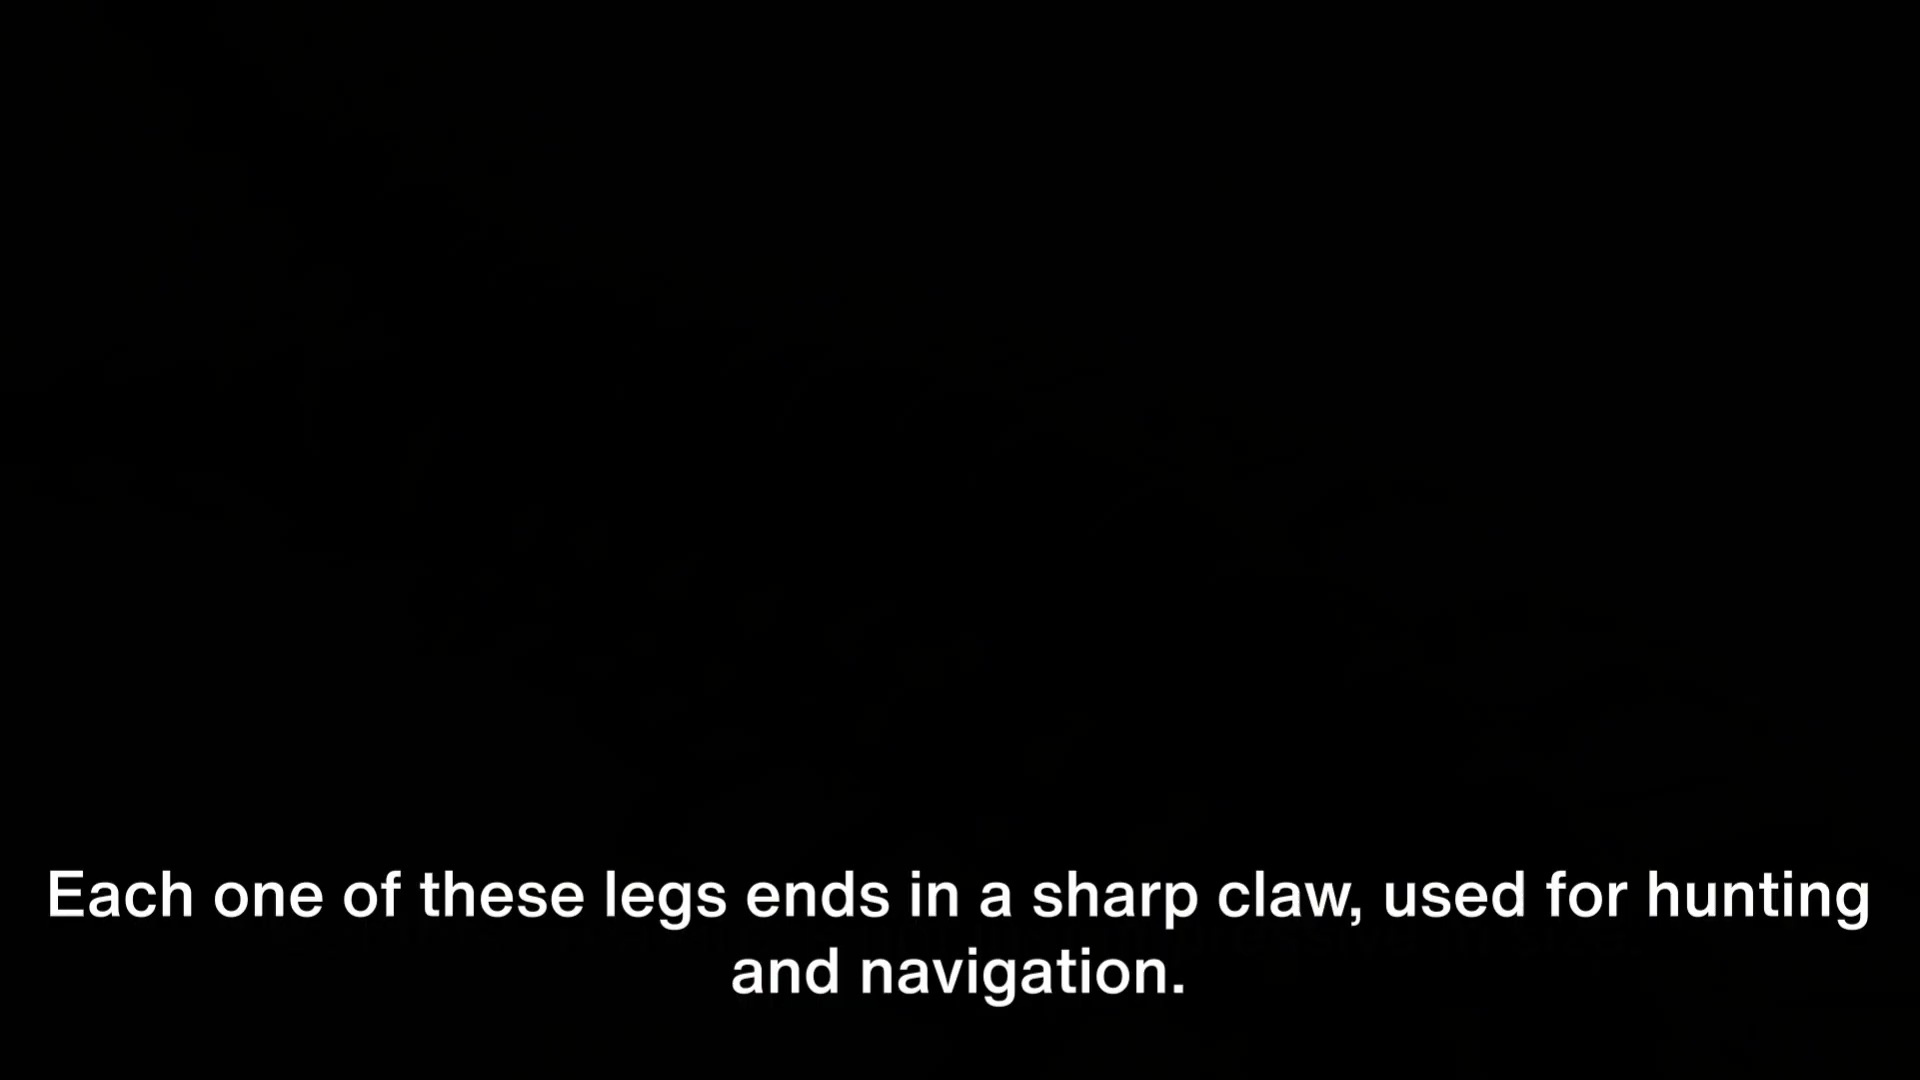 Each one of these legs ends in a sharp claw, used for hunting
and navigation.